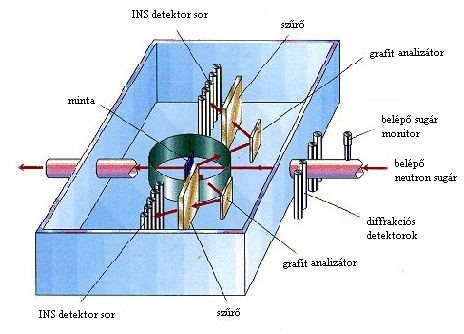 INS detektor sor
szűrő
grafit analizátor
minta
belépő sugár
monitor
belépő
neutron sugár
diffrakciós
detektorok
grafit analizátor
INS detektor sor
szűrő